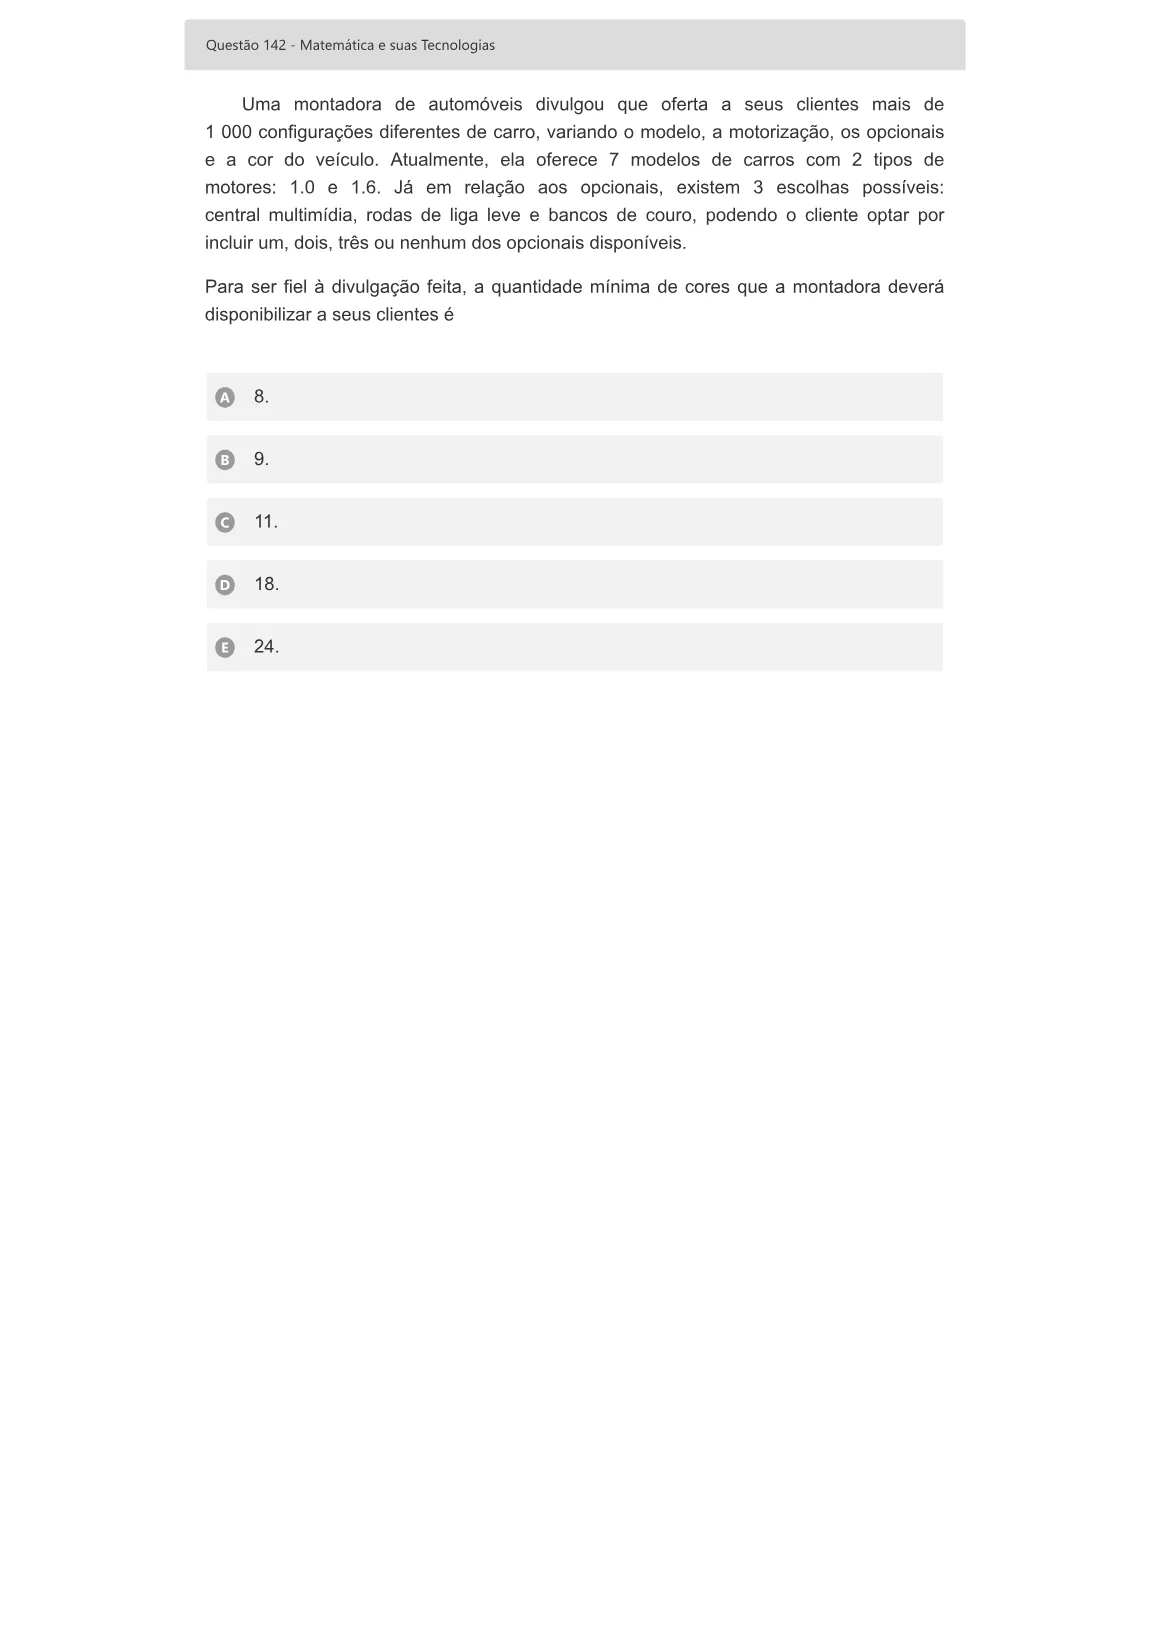 Questão 142 - Matemática e suas Tecnologias
Uma montadora de automóveis divulgou que oferta a seus clientes mais de
1 000 configurações diferentes de carro, variando o modelo, a motorização, os opcionais
e a cor do veículo. Atualmente, ela oferece 7 modelos de carros com 2 tipos de
motores: 1.0 e 1.6. Já em relação aos opcionais, existem 3 escolhas possíveis:
central multimídia, rodas de liga leve e bancos de couro, podendo o cliente optar por
incluir um, dois, três ou nenhum dos opcionais disponíveis.
Para ser fiel à divulgação feita, a quantidade mínima de cores que a montadora deverá
disponibilizar a seus clientes é
A 8.
B 9.
C 11.
D 18.
E 24.